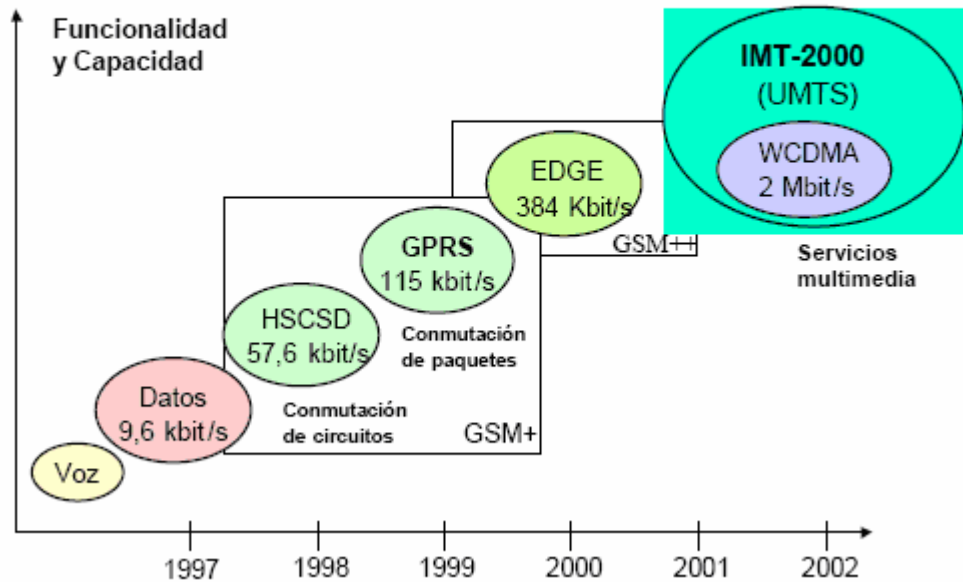 Funcionalidad
y Capacidad
IMT-2000
(UMTS)
WCDMA
2 Mbit/s
EDGE
384 Kbit/s
GSM++
Servicios
multimedia
GPRS
115 kbit/s
HSCSD
57,6 kbit/s
Conmutación
de paquetes
Datos
9,6 kbit/s
Conmutación
de circuitos
GSM+
Voz
1997
1998
1999
2000
2001
2002